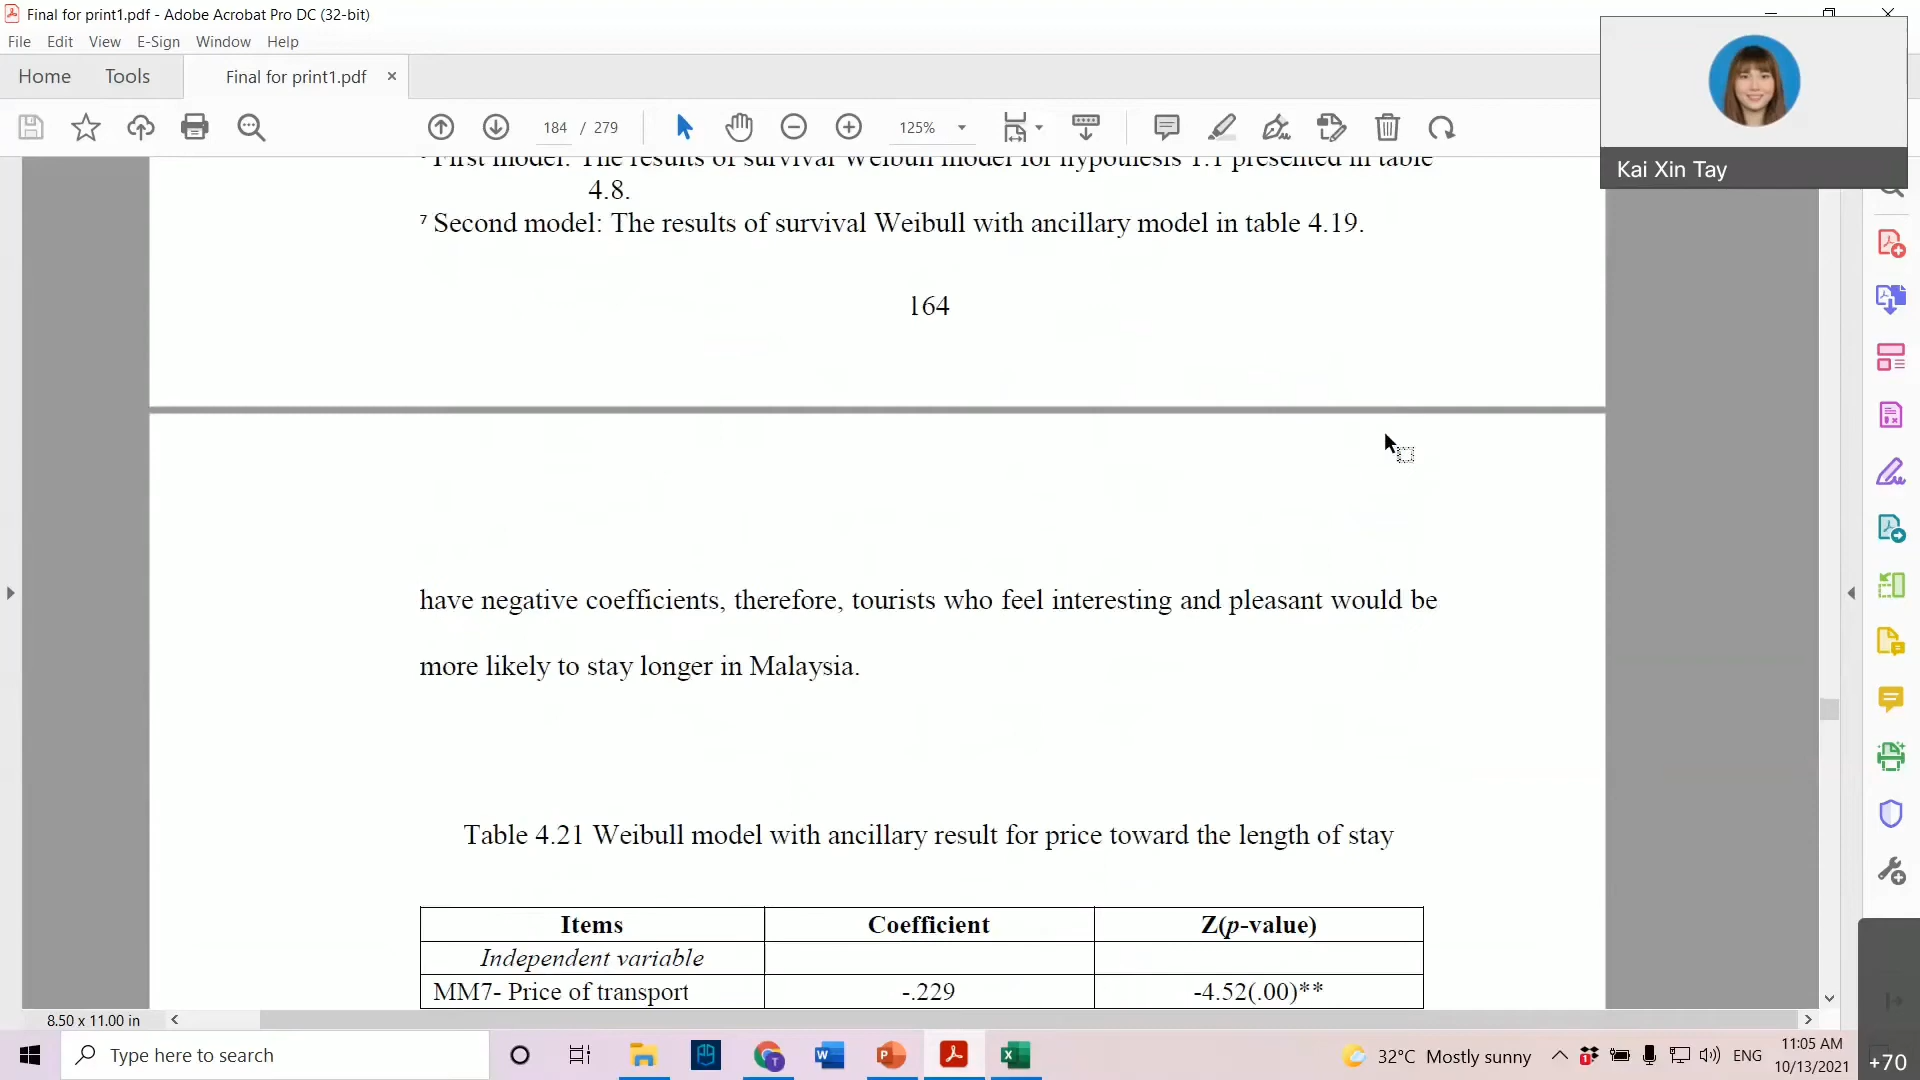 Final for print1.pdf - Adobe Acrobat Pro DC (32-bit)
File Edit View E-Sign Window Help
Home Tools Final for print1.pdf ×
184 / 279 125%
Kai Xin Tay
First model: The results of survival Weibull model for hypothesis 1.1 presented in table
4.8.
⁷ Second model: The results of survival Weibull with ancillary model in table 4.19.
164
have negative coefficients, therefore, tourists who feel interesting and pleasant would be
more likely to stay longer in Malaysia.
Table 4.21 Weibull model with ancillary result for price toward the length of stay
Items Coefficient Z(p-value)
Independent variable
MM7- Price of transport -.229 -4.52(.00)**
8.50 x 11.00 in
Type here to search
32°C Mostly sunny
ENG
11:05 AM
10/13/2021
+70